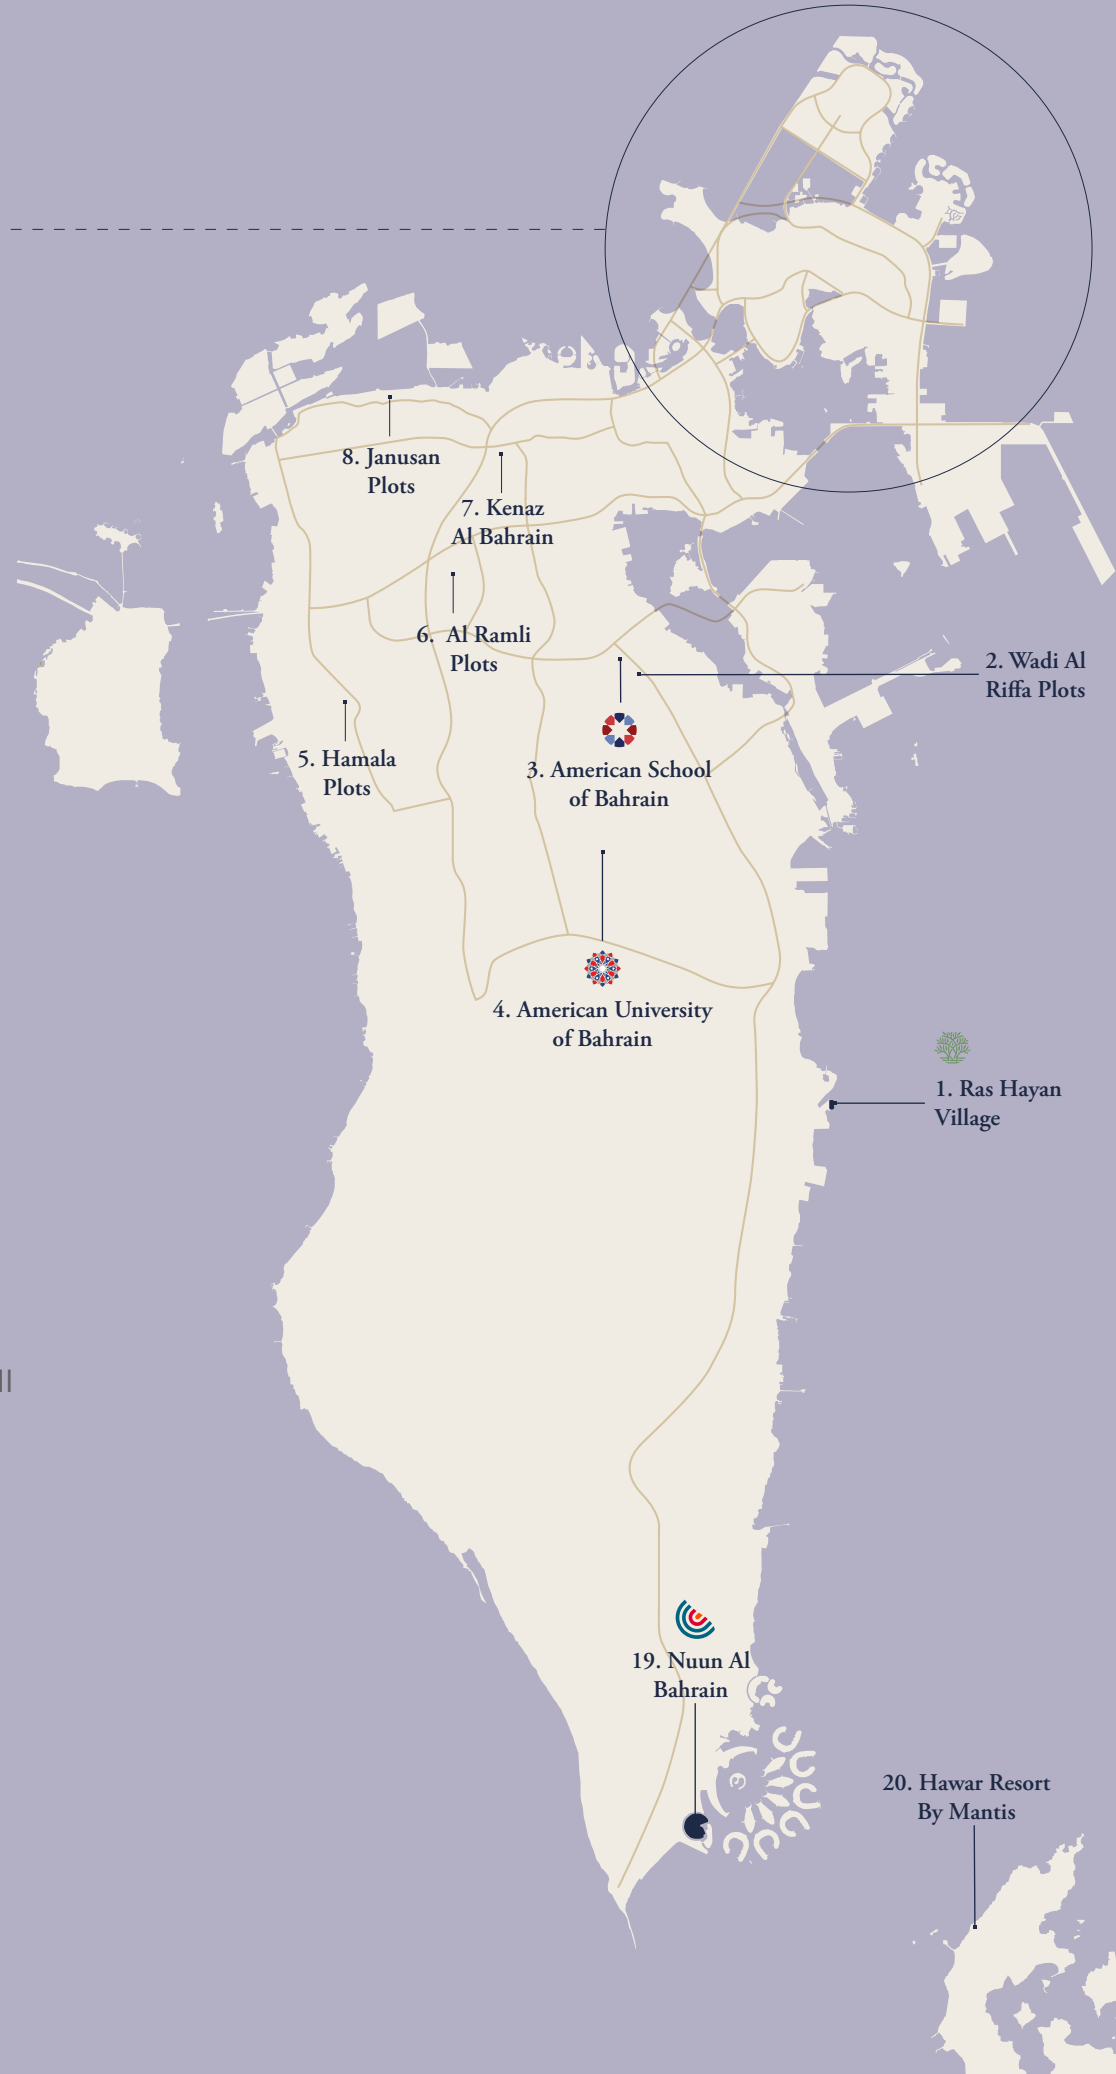 8. Janusan
Plots
7. Kenaz
Al Bahrain
6. Al Ramli
Plots
2. Wadi Al
Riffa Plots
5. Hamala
Plots
3. American School
of Bahrain
4. American University
of Bahrain
1. Ras Hayan
Village
19. Nuun Al
Bahrain
20. Hawar Resort
By Mantis